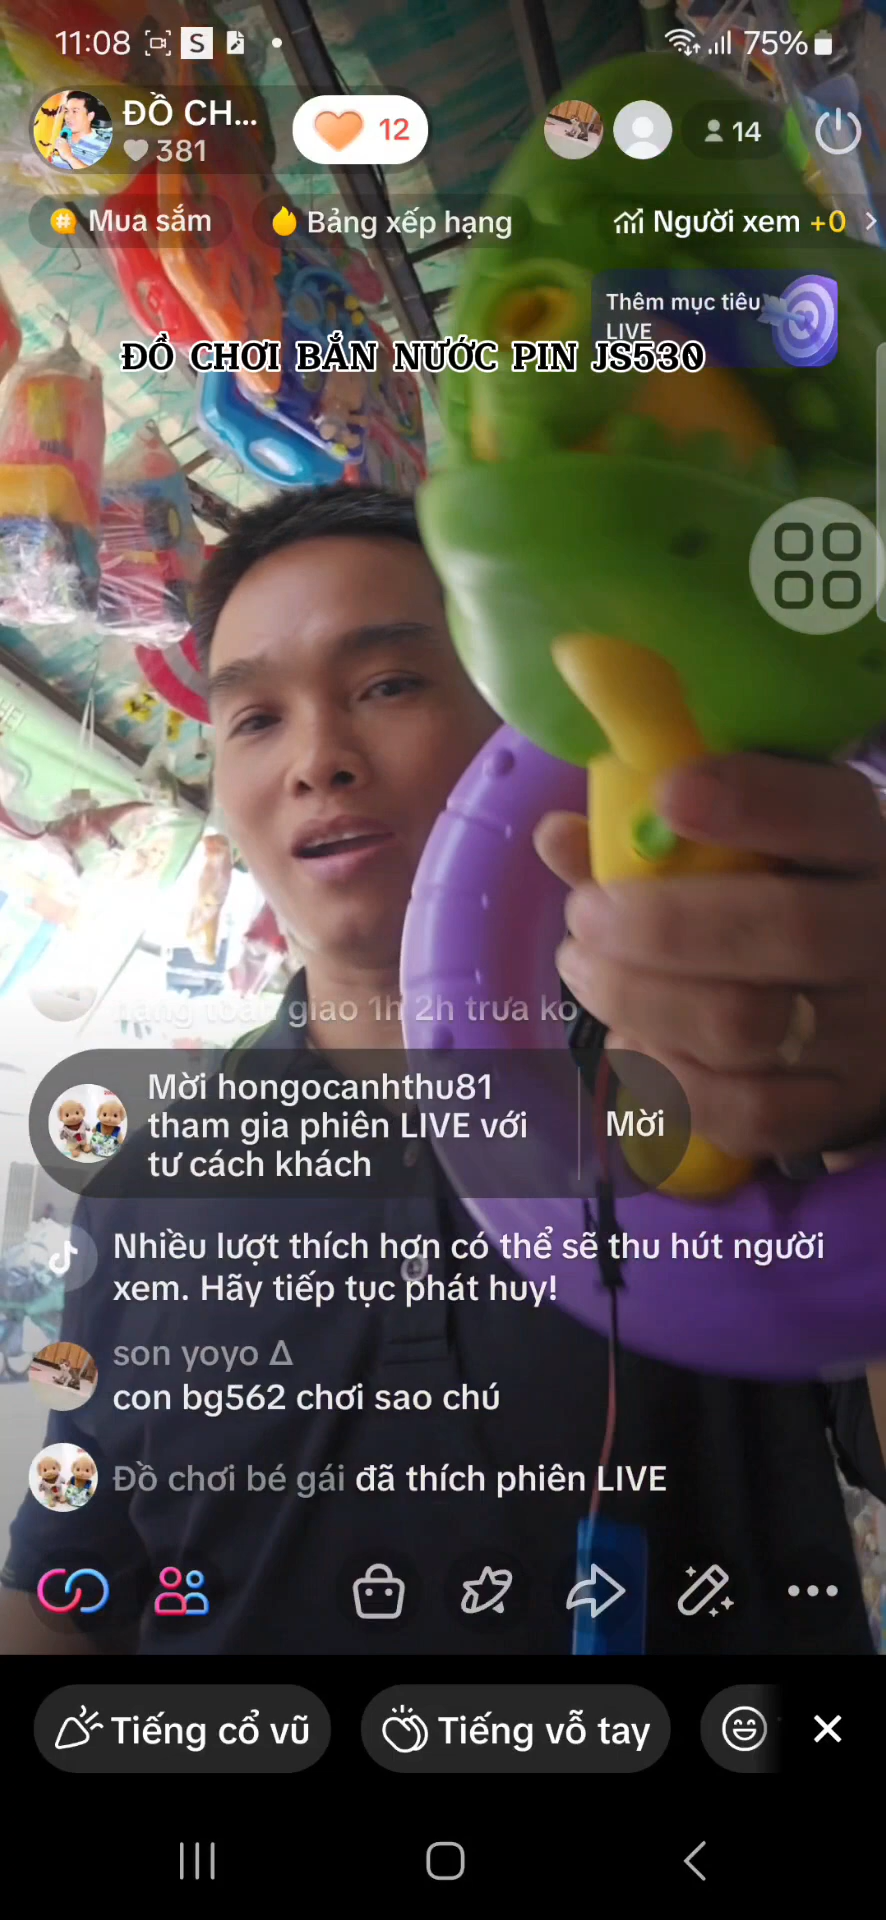 11:08
S
75%
ĐỒ CH...
381
12
14
Mua sắm
Bảng xếp hạng
Người xem +0
Thêm mục tiêu
LIVE
ĐỒ CHƠI BẮN NƯỚC PIN JS530
giao 1h 2h trưa ko
Mời hongocanhthu81
tham gia phiên LIVE với
tư cách khách
Mời
Nhiều lượt thích hơn có thể sẽ thu hút người
xem. Hãy tiếp tục phát huy!
son yoyo Δ
con bg562 chơi sao chú
Đồ chơi bé gái đã thích phiên LIVE
Tiếng cổ vũ
Tiếng vỗ tay